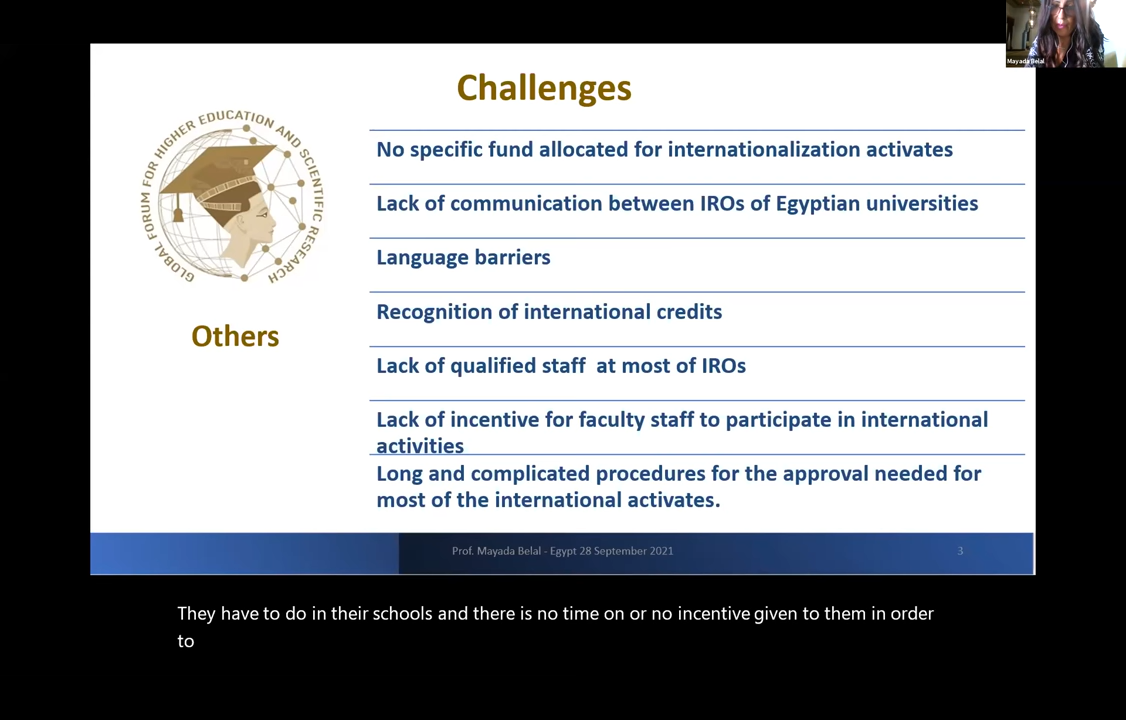 Mayada Belal
Challenges
GLOBAL FORUM FOR HIGHER EDUCATION AND SCIENTIFIC RESEARCH
Others
No specific fund allocated for internationalization activates
Lack of communication between IROs of Egyptian universities
Language barriers
Recognition of international credits
Lack of qualified staff  at most of IROs
Lack of incentive for faculty staff to participate in international
activities
Long and complicated procedures for the approval needed for
most of the international activates.
Prof. Mayada Belal - Egypt 28 September 2021
3
They have to do in their schools and there is no time on or no incentive given to them in order
to